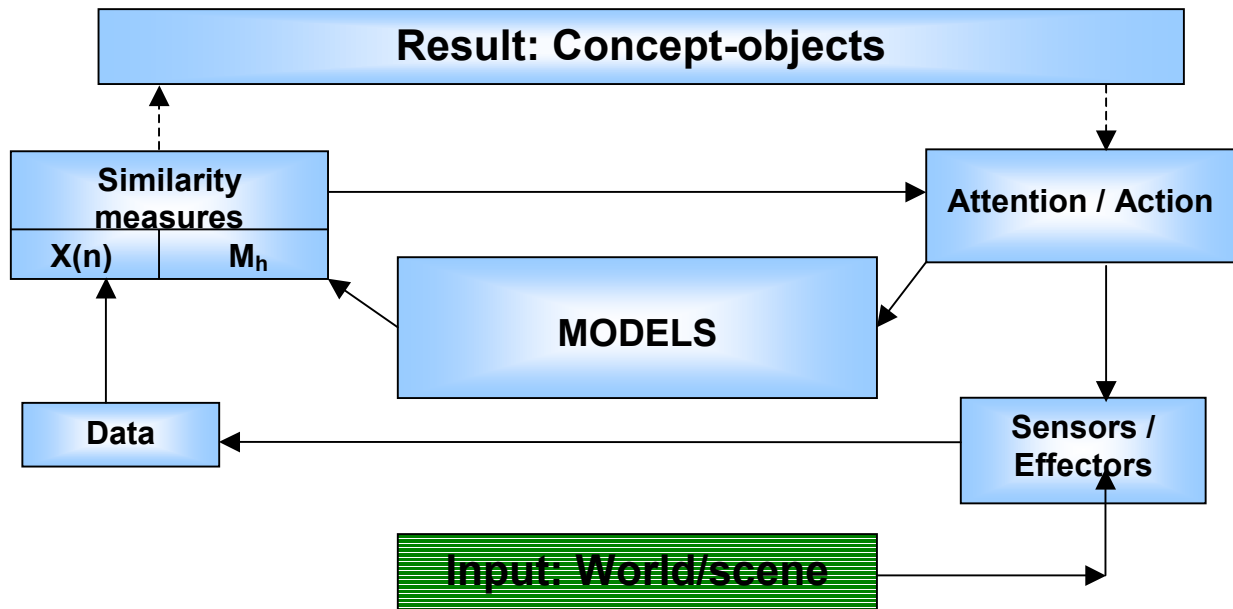 Result: Concept-objects
Similarity
measures
X(n)
Mₕ
Attention / Action
MODELS
Data
Sensors /
Effectors
Input: World/scene